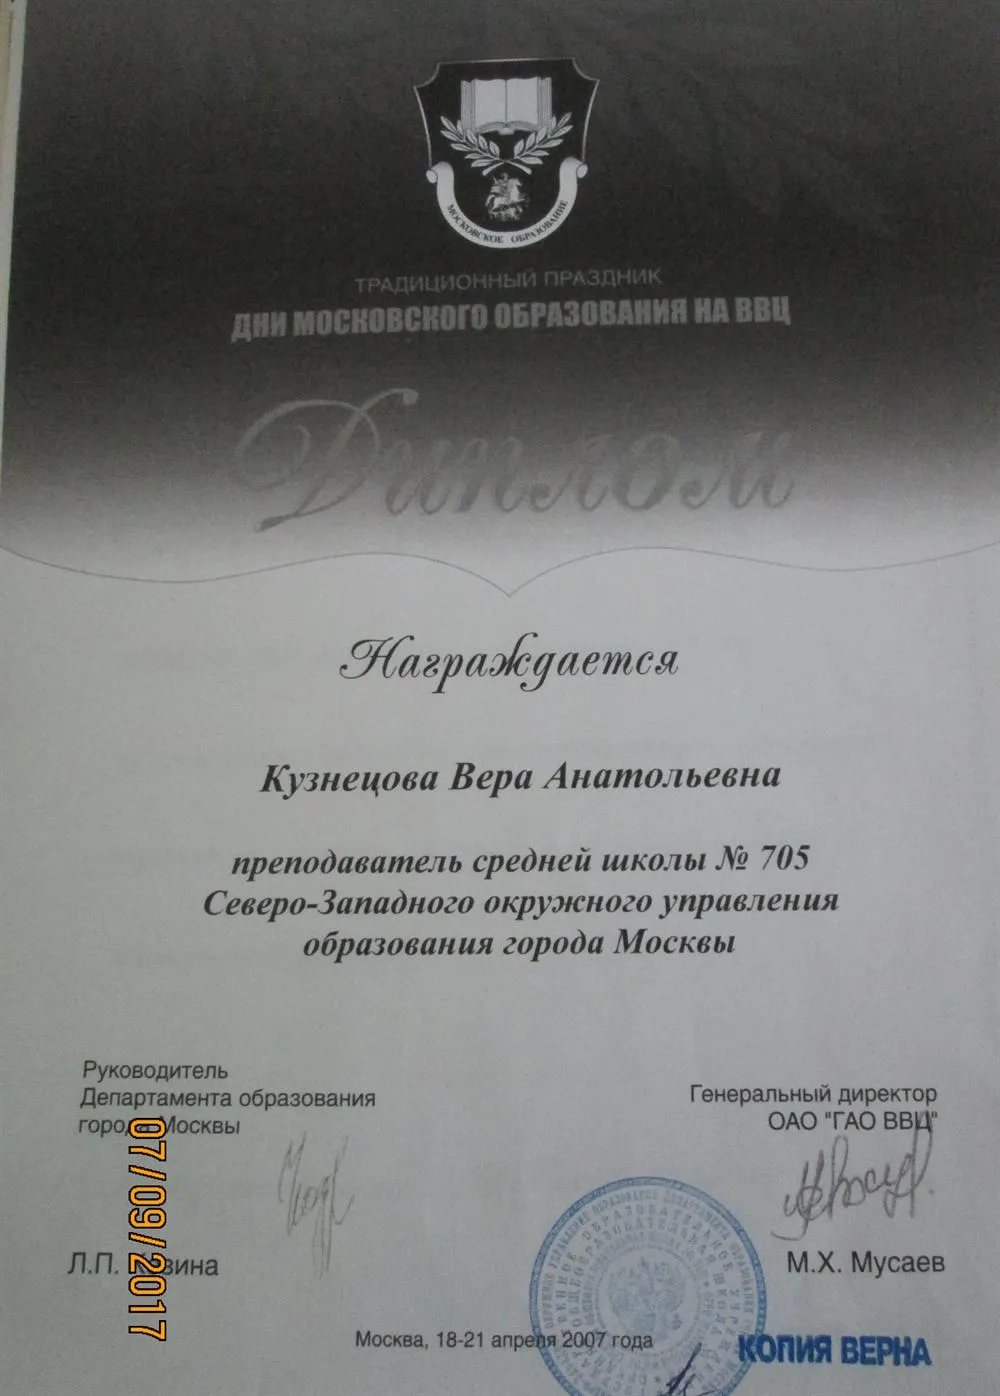 МОСКОВСКОЕ ОБРАЗОВАНИЕ
ТРАДИЦИОННЫЙ ПРАЗДНИК
ДНИ МОСКОВСКОГО ОБРАЗОВАНИЯ НА ВВЦ
Диплом
Награждается
Кузнецова Вера Анатольевна
преподаватель средней школы № 705
Северо-Западного окружного управления
образования города Москвы
Руководитель
Департамента образования
города Москвы
Л.П.
Генеральный директор
ОАО "ГАО ВВЦ"
М.Х. Мусаев
07/09/2017
Москва, 18-21 апреля 2007 года
КОПИЯ ВЕРНА